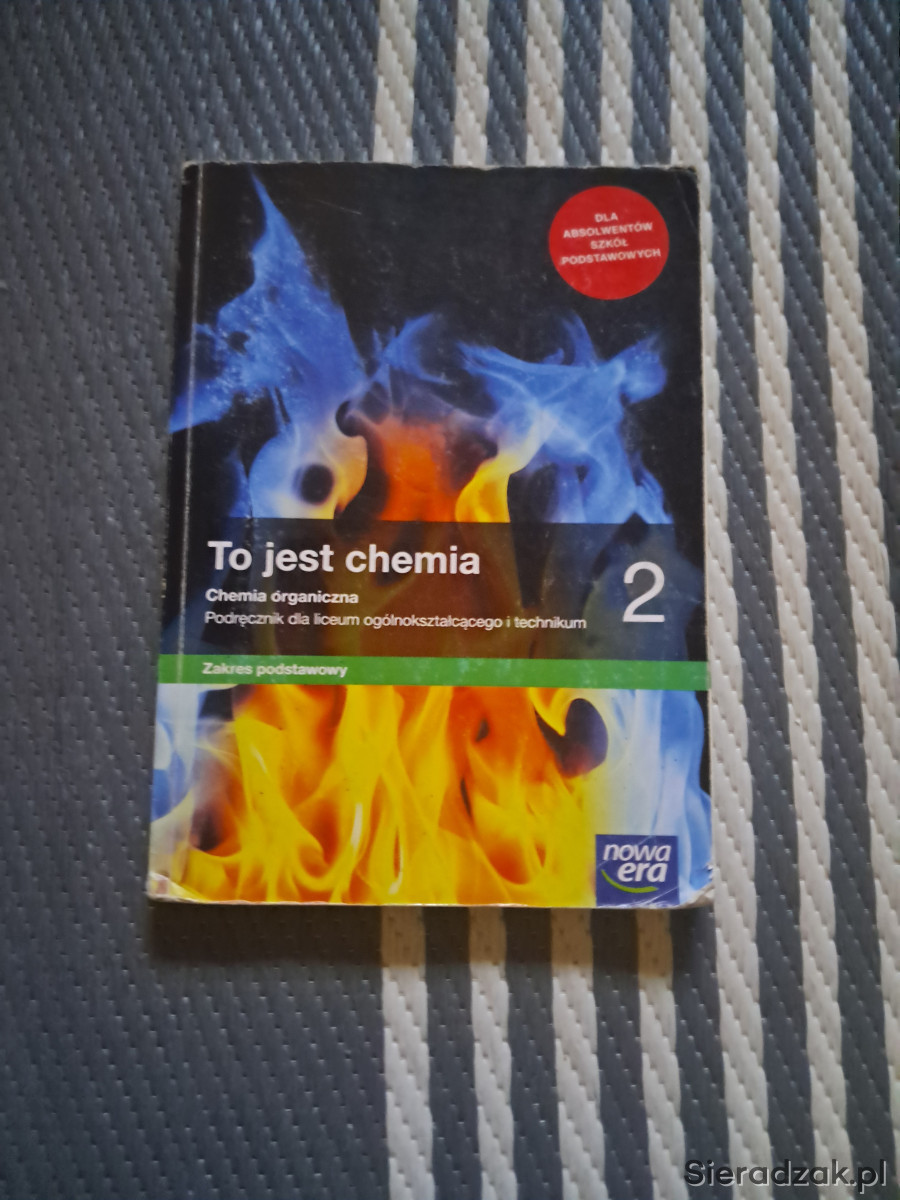 DLA
ABSOLWENTÓW
SZKÓŁ
PODSTAWOWYCH
To jest chemia
2
Chemia organiczna
Podręcznik dla liceum ogólnokształcącego i technikum
Zakres podstawowy
nowa
era
Sieradzak.pl